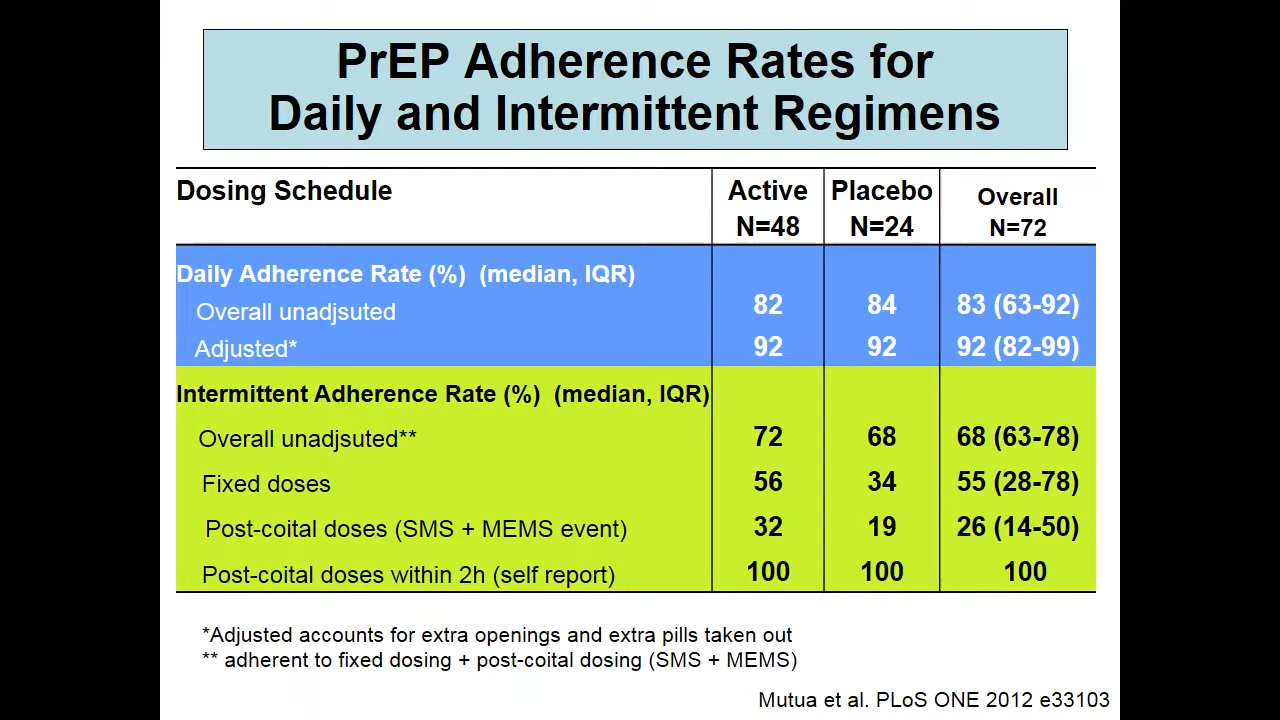 PrEP Adherence Rates for
Daily and Intermittent Regimens
Dosing Schedule Active N=48 Placebo N=24 Overall N=72
Daily Adherence Rate (%) (median, IQR)
Overall unadjsuted 82 84 83 (63-92)
Adjusted* 92 92 92 (82-99)
Intermittent Adherence Rate (%) (median, IQR)
Overall unadjsuted** 72 68 68 (63-78)
Fixed doses 56 34 55 (28-78)
Post-coital doses (SMS + MEMS event) 32 19 26 (14-50)
Post-coital doses within 2h (self report) 100 100 100
*Adjusted accounts for extra openings and extra pills taken out
** adherent to fixed dosing + post-coital dosing (SMS + MEMS)
Mutua et al. PLoS ONE 2012 e33103